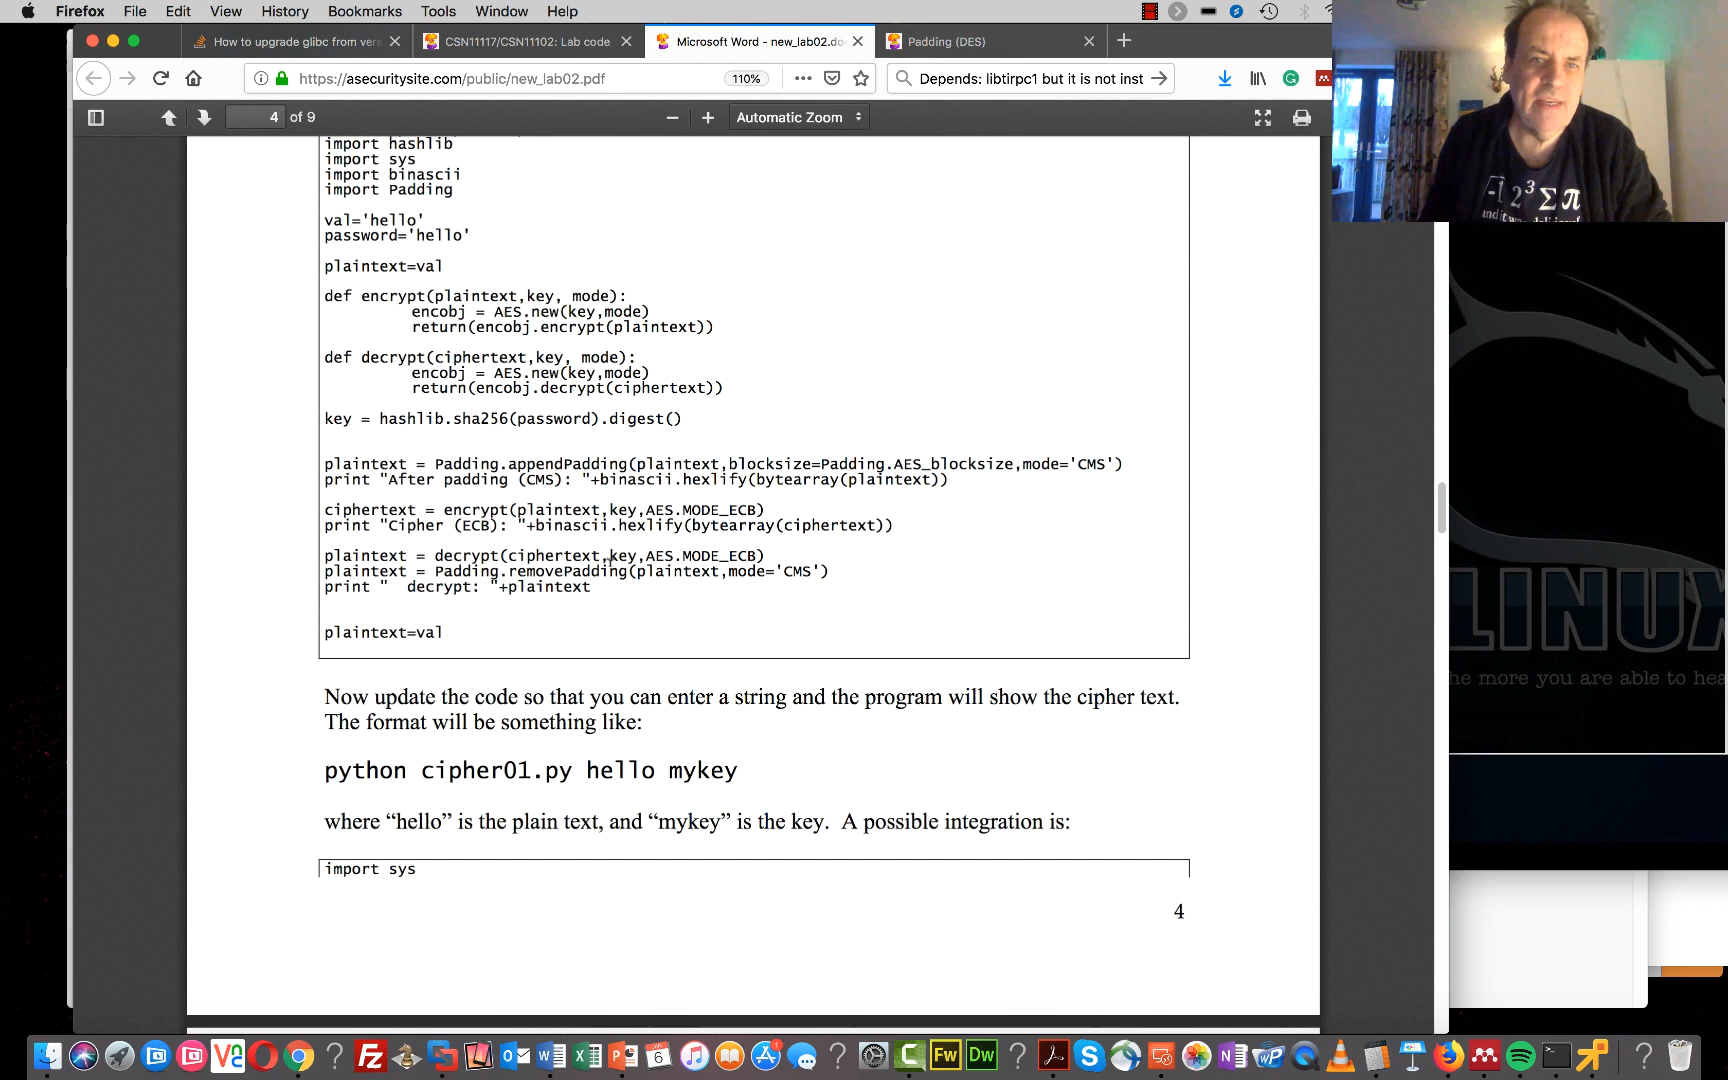 Firefox File Edit View History Bookmarks Tools Window Help
How to upgrade glibc from vers
CSN11117/CSN11102: Lab code
Microsoft Word - new_lab02.do
Padding (DES)
https://asecuritysite.com/public/new_lab02.pdf
110%
Depends: libtirpc1 but it is not inst
4 of 9
Automatic Zoom
import hashlib
import sys
import binascii
import Padding
val='hello'
password='hello'
plaintext=val
def encrypt(plaintext,key, mode):
encobj = AES.new(key,mode)
return(encobj.encrypt(plaintext))
def decrypt(ciphertext,key, mode):
encobj = AES.new(key,mode)
return(encobj.decrypt(ciphertext))
key = hashlib.sha256(password).digest()
plaintext = Padding.appendPadding(plaintext,blocksize=Padding.AES_blocksize,mode='CMS')
print "After padding (CMS): "+binascii.hexlify(bytearray(plaintext))
ciphertext = encrypt(plaintext,key,AES.MODE_ECB)
print "Cipher (ECB): "+binascii.hexlify(bytearray(ciphertext))
plaintext = decrypt(ciphertext,key,AES.MODE_ECB)
plaintext = Padding.removePadding(plaintext,mode='CMS')
print "  decrypt: "+plaintext
plaintext=val
Now update the code so that you can enter a string and the program will show the cipher text.
The format will be something like:
python cipher01.py hello mykey
where “hello” is the plain text, and “mykey” is the key.  A possible integration is:
import sys
4
-1 2³ Σ π
LINUX
he more you are able to hea